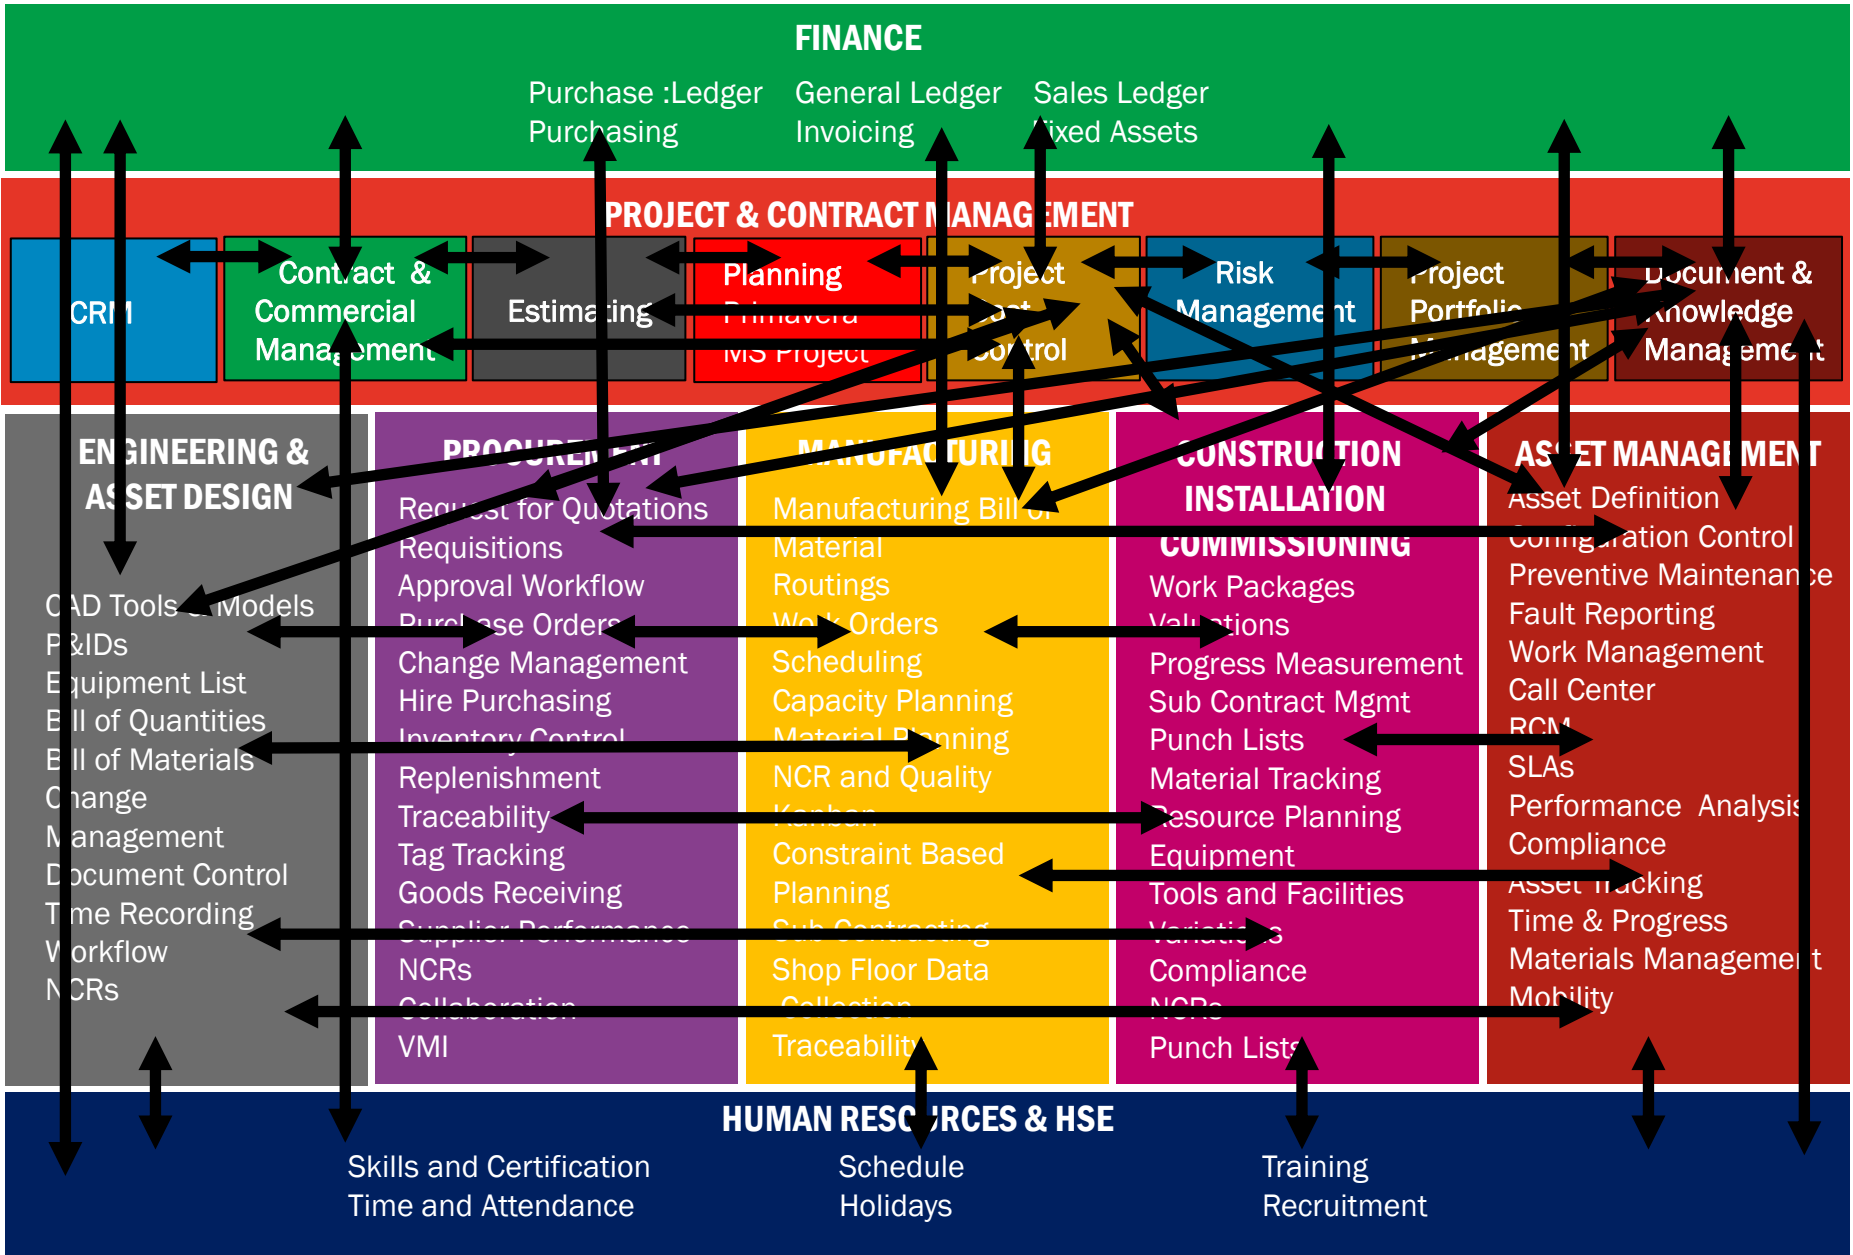 FINANCE
Purchase :Ledger General Ledger Sales Ledger
Purchasing Invoicing Fixed Assets
PROJECT & CONTRACT MANAGEMENT
CRM
Contract &
Commercial
Management
Estimating
Planning
Primavera
MS Project
Project
Cost
Control
Risk
Management
Project
Portfolio
Management
Document &
Knowledge
Management
ENGINEERING &
ASSET DESIGN
CAD Tools & Models
P&IDs
Equipment List
Bill of Quantities
Bill of Materials
Change
Management
Document Control
Time Recording
Workflow
NCRs
PROCUREMENT
Request for Quotations
Requisitions
Approval Workflow
Purchase Orders
Change Management
Hire Purchasing
Inventory Control
Replenishment
Traceability
Tag Tracking
Goods Receiving
Supplier Performance
NCRs
Collaboration
VMI
MANUFACTURING
Manufacturing Bill of
Material
Routings
Work Orders
Scheduling
Capacity Planning
Material Planning
NCR and Quality
Kanban
Constraint Based
Planning
Sub Contracting
Shop Floor Data
Collection
Traceability
CONSTRUCTION
INSTALLATION
COMMISSIONING
Work Packages
Valuations
Progress Measurement
Sub Contract Mgmt
Punch Lists
Material Tracking
Resource Planning
Equipment
Tools and Facilities
Variations
Compliance
NCRs
Punch Lists
ASSET MANAGEMENT
Asset Definition
Configuration Control
Preventive Maintenance
Fault Reporting
Work Management
Call Center
RCM
SLAs
Performance Analysis
Compliance
Asset Tracking
Time & Progress
Materials Management
Mobility
HUMAN RESOURCES & HSE
Skills and Certification Schedule Training
Time and Attendance Holidays Recruitment